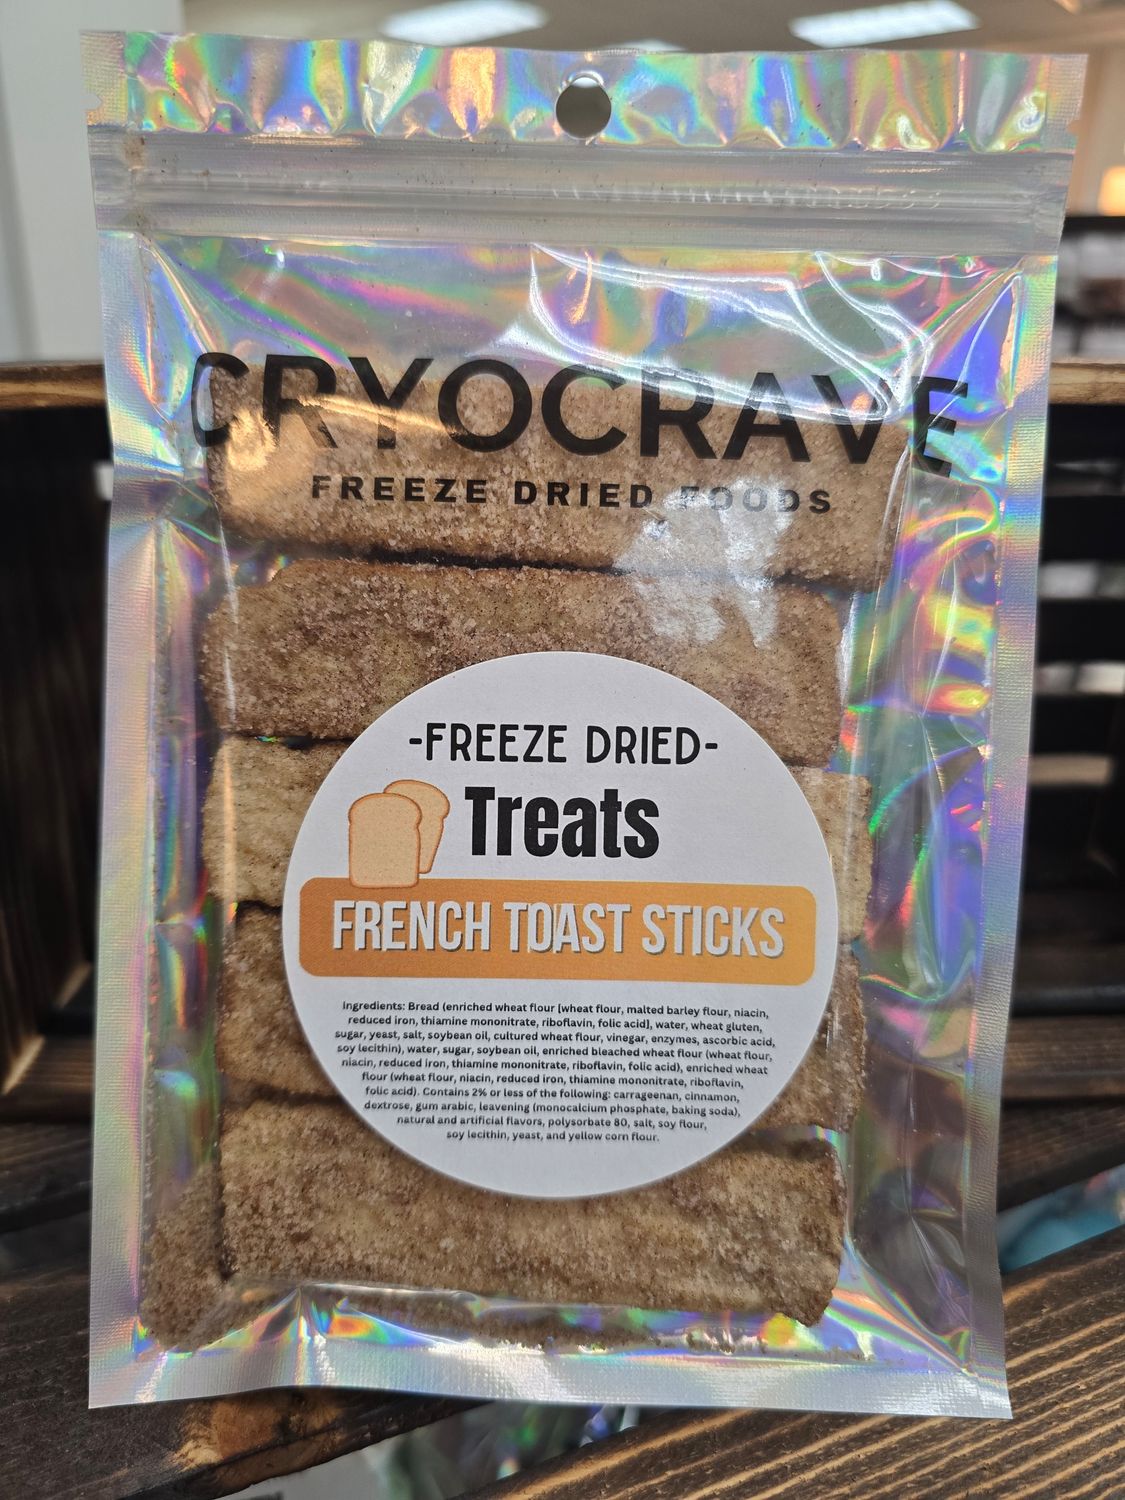 CRYOCRAVE
FREEZE DRIED FOODS
-FREEZE DRIED-
Treats
FRENCH TOAST STICKS
Ingredients: Bread (enriched wheat flour [wheat flour, malted barley flour, niacin,
reduced iron, thiamine mononitrate, riboflavin, folic acid], water, wheat gluten,
sugar, yeast, salt, soybean oil, cultured wheat flour, vinegar, enzymes, ascorbic acid,
soy lecithin), water, sugar, soybean oil, enriched bleached wheat flour (wheat flour,
niacin, reduced iron, thiamine mononitrate, riboflavin, folic acid), enriched wheat
flour (wheat flour, niacin, reduced iron, thiamine mononitrate, riboflavin,
folic acid). Contains 2% or less of the following: carrageenan, cinnamon,
dextrose, gum arabic, leavening (monocalcium phosphate, baking soda),
natural and artificial flavors, polysorbate 80, salt, soy flour,
soy lecithin, yeast, and yellow corn flour.